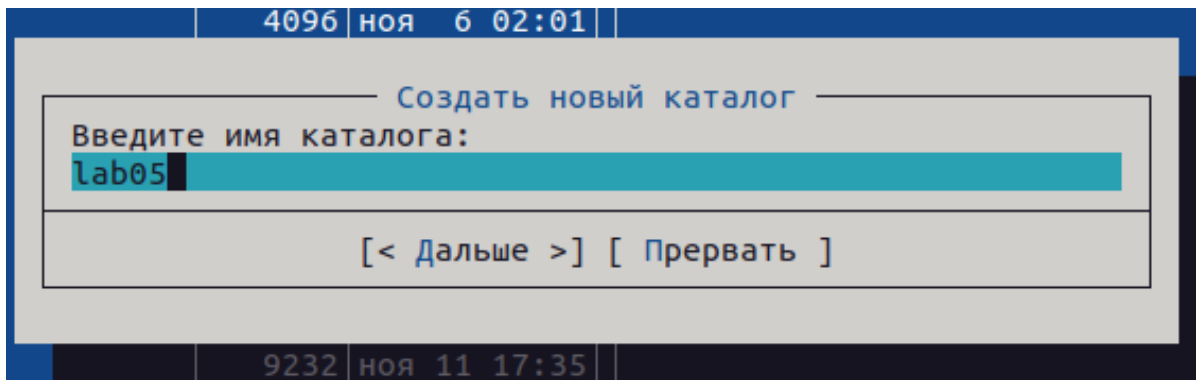 4096 ноя 6 02:01
Создать новый каталог
Введите имя каталога:
lab05
[< Дальше >] [ Прервать ]
9232 ноя 11 17:35